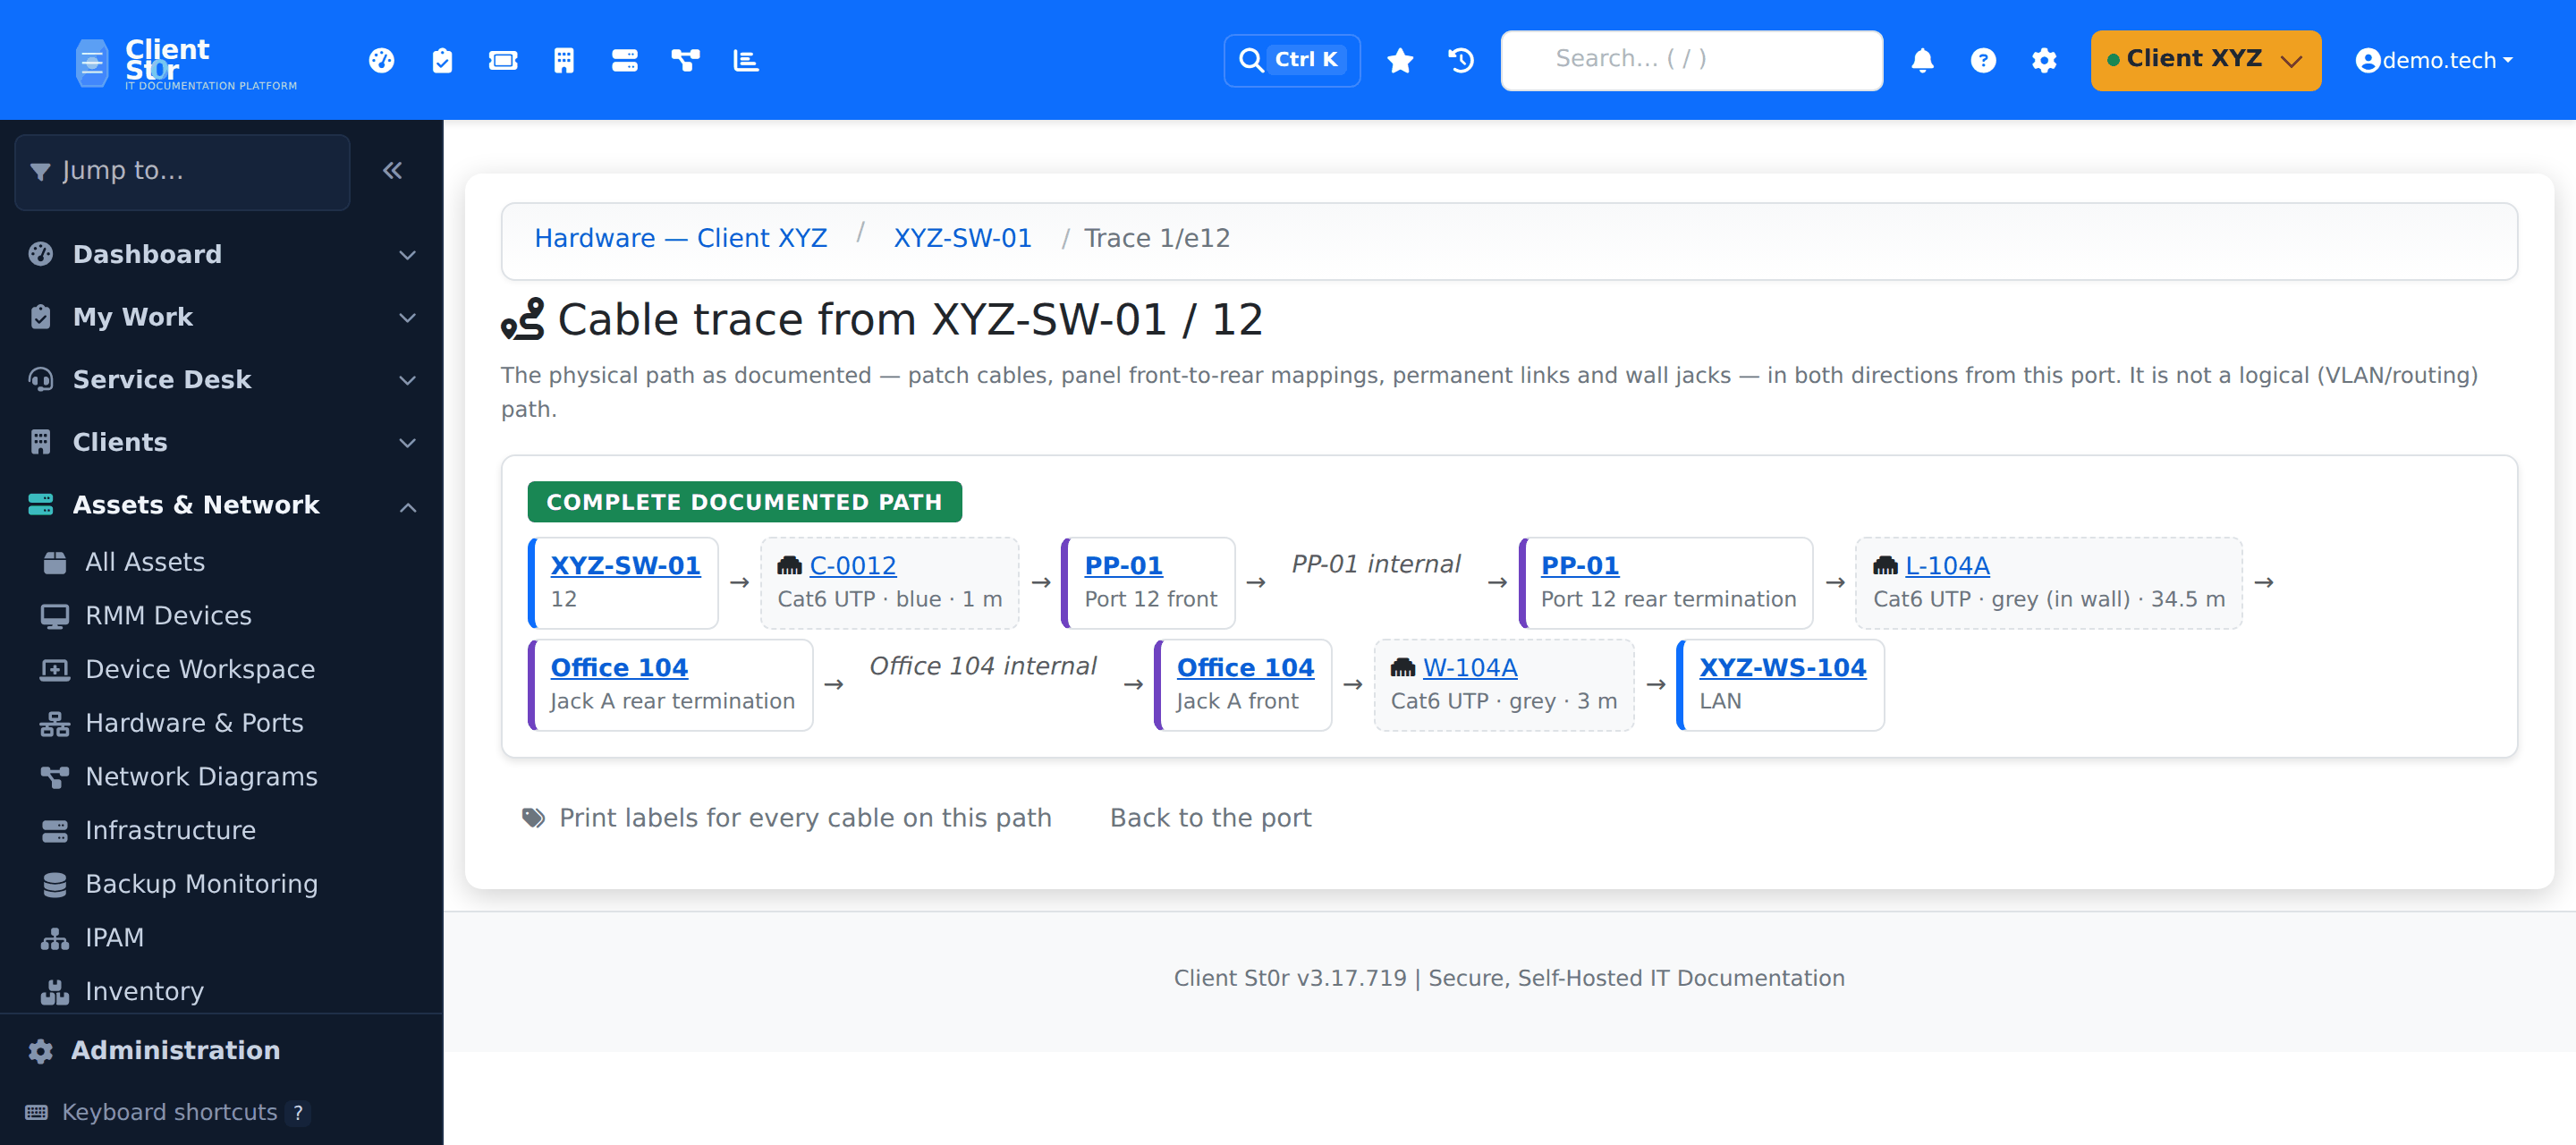 Client
St0r
IT DOCUMENTATION PLATFORM
Ctrl K
Search... ( / )
Client XYZ
demo.tech
Jump to...
Dashboard
My Work
Service Desk
Clients
Assets & Network
All Assets
RMM Devices
Device Workspace
Hardware & Ports
Network Diagrams
Infrastructure
Backup Monitoring
IPAM
Inventory
Administration
Keyboard shortcuts ?
Hardware — Client XYZ / XYZ-SW-01 / Trace 1/e12
Cable trace from XYZ-SW-01 / 12
The physical path as documented — patch cables, panel front-to-rear mappings, permanent links and wall jacks — in both directions from this port. It is not a logical (VLAN/routing)
path.
COMPLETE DOCUMENTED PATH
XYZ-SW-01
12
→
C-0012
Cat6 UTP · blue · 1 m
→
PP-01
Port 12 front
→
PP-01 internal
→
PP-01
Port 12 rear termination
→
L-104A
Cat6 UTP · grey (in wall) · 34.5 m
→
Office 104
Jack A rear termination
→
Office 104 internal
→
Office 104
Jack A front
→
W-104A
Cat6 UTP · grey · 3 m
→
XYZ-WS-104
LAN
Print labels for every cable on this path
Back to the port
Client St0r v3.17.719 | Secure, Self-Hosted IT Documentation